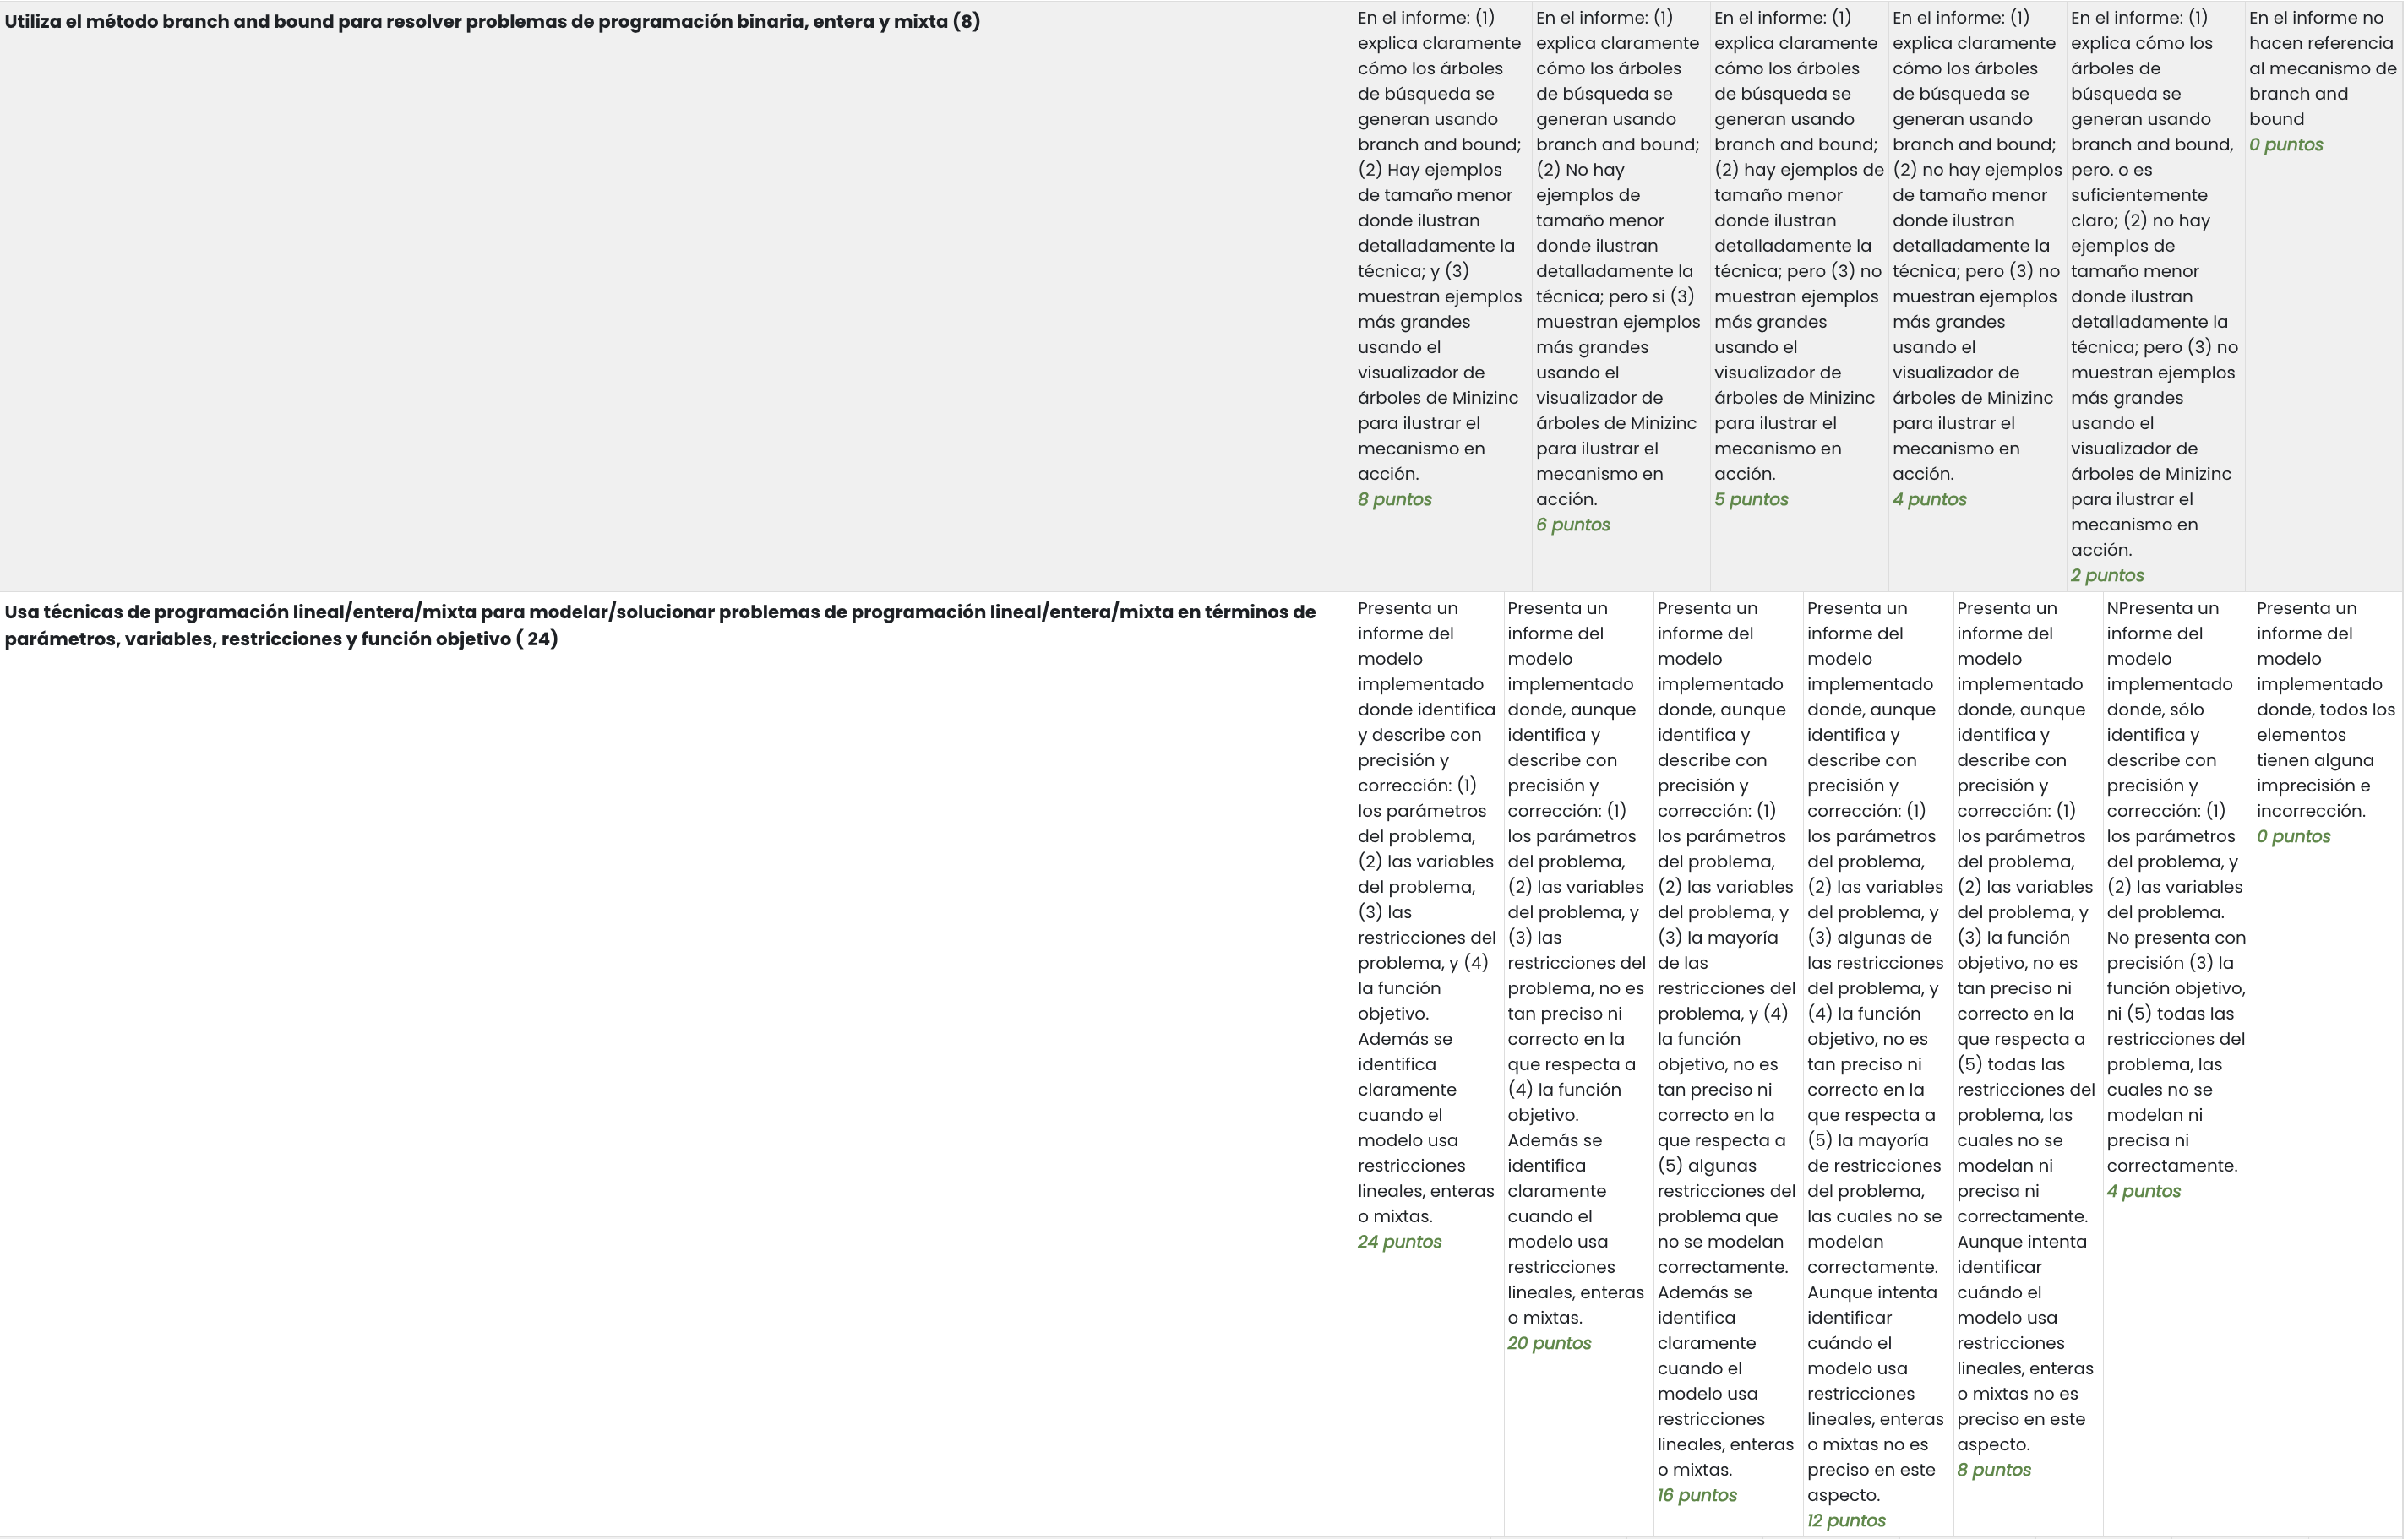 Utiliza el método branch and bound para resolver problemas de programación binaria, entera y mixta (8)
En el informe: (1)
explica claramente
cómo los árboles
de búsqueda se
generan usando
branch and bound;
(2) Hay ejemplos
de tamaño menor
donde ilustran
detalladamente la
técnica; y (3)
muestran ejemplos
más grandes
usando el
visualizador de
árboles de Minizinc
para ilustrar el
mecanismo en
acción.
8 puntos
En el informe: (1)
explica claramente
cómo los árboles
de búsqueda se
generan usando
branch and bound;
(2) No hay
ejemplos de
tamaño menor
donde ilustran
detalladamente la
técnica; pero si (3)
muestran ejemplos
más grandes
usando el
visualizador de
árboles de Minizinc
para ilustrar el
mecanismo en
acción.
6 puntos
En el informe: (1)
explica claramente
cómo los árboles
de búsqueda se
generan usando
branch and bound;
(2) hay ejemplos de
tamaño menor
donde ilustran
detalladamente la
técnica; pero (3) no
muestran ejemplos
más grandes
usando el
visualizador de
árboles de Minizinc
para ilustrar el
mecanismo en
acción.
5 puntos
En el informe: (1)
explica claramente
cómo los árboles
de búsqueda se
generan usando
branch and bound;
(2) no hay ejemplos
de tamaño menor
donde ilustran
detalladamente la
técnica; pero (3) no
muestran ejemplos
más grandes
usando el
visualizador de
árboles de Minizinc
para ilustrar el
mecanismo en
acción.
4 puntos
En el informe: (1)
explica cómo los
árboles de
búsqueda se
generan usando
branch and bound,
pero. o es
suficientemente
claro; (2) no hay
ejemplos de
tamaño menor
donde ilustran
detalladamente la
técnica; pero (3) no
muestran ejemplos
más grandes
usando el
visualizador de
árboles de Minizinc
para ilustrar el
mecanismo en
acción.
2 puntos
En el informe no
hacen referencia
al mecanismo de
branch and
bound
0 puntos
Usa técnicas de programación lineal/entera/mixta para modelar/solucionar problemas de programación lineal/entera/mixta en términos de
parámetros, variables, restricciones y función objetivo ( 24)
Presenta un
informe del
modelo
implementado
donde identifica
y describe con
precisión y
corrección: (1)
los parámetros
del problema,
(2) las variables
del problema,
(3) las
restricciones del
problema, y (4)
la función
objetivo.
Además se
identifica
claramente
cuando el
modelo usa
restricciones
lineales, enteras
o mixtas.
24 puntos
Presenta un
informe del
modelo
implementado
donde, aunque
identifica y
describe con
precisión y
corrección: (1)
los parámetros
del problema,
(2) las variables
del problema, y
(3) las
restricciones del
problema, no es
tan preciso ni
correcto en la
que respecta a
(4) la función
objetivo.
Además se
identifica
claramente
cuando el
modelo usa
restricciones
lineales, enteras
o mixtas.
20 puntos
Presenta un
informe del
modelo
implementado
donde, aunque
identifica y
describe con
precisión y
corrección: (1)
los parámetros
del problema,
(2) las variables
del problema, y
(3) la mayoría
de las
restricciones del
problema, y (4)
la función
objetivo, no es
tan preciso ni
correcto en la
que respecta a
(5) algunas
restricciones del
problema que
no se modelan
correctamente.
Además se
identifica
claramente
cuando el
modelo usa
restricciones
lineales, enteras
o mixtas.
16 puntos
Presenta un
informe del
modelo
implementado
donde, aunque
identifica y
describe con
precisión y
corrección: (1)
los parámetros
del problema,
(2) las variables
del problema, y
(3) algunas de
las restricciones
del problema, y
(4) la función
objetivo, no es
tan preciso ni
correcto en la
que respecta a
(5) la mayoría
de restricciones
del problema,
las cuales no se
modelan
correctamente.
Aunque intenta
identificar
cuándo el
modelo usa
restricciones
lineales, enteras
o mixtas no es
preciso en este
aspecto.
12 puntos
Presenta un
informe del
modelo
implementado
donde, aunque
identifica y
describe con
precisión y
corrección: (1)
los parámetros
del problema,
(2) las variables
del problema, y
(3) la función
objetivo, no es
tan preciso ni
correcto en la
que respecta a
(5) todas las
restricciones del
problema, las
cuales no se
modelan ni
precisa ni
correctamente.
Aunque intenta
identificar
cuándo el
modelo usa
restricciones
lineales, enteras
o mixtas no es
preciso en este
aspecto.
8 puntos
NPresenta un
informe del
modelo
implementado
donde, sólo
identifica y
describe con
precisión y
corrección: (1)
los parámetros
del problema, y
(2) las variables
del problema.
No presenta con
precisión (3) la
función objetivo,
ni (5) todas las
restricciones del
problema, las
cuales no se
modelan ni
precisa ni
correctamente.
4 puntos
Presenta un
informe del
modelo
implementado
donde, todos los
elementos
tienen alguna
imprecisión e
incorrección.
0 puntos